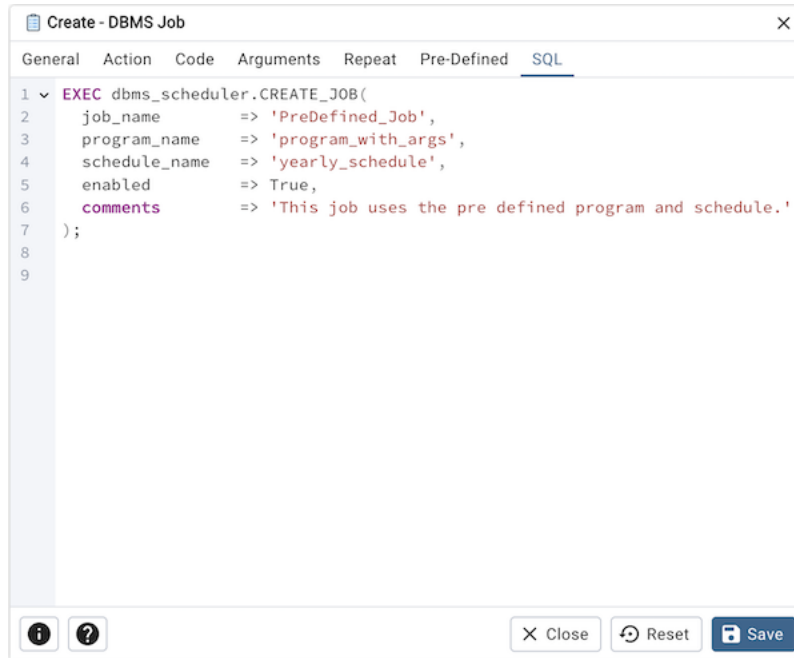 Create - DBMS Job
General Action Code Arguments Repeat Pre-Defined SQL
1 EXEC dbms_scheduler.CREATE_JOB(
2 job_name => 'PreDefined_Job',
3 program_name => 'program_with_args',
4 schedule_name => 'yearly_schedule',
5 enabled => True,
6 comments => 'This job uses the pre defined program and schedule.'
7 );
8
9
Close Reset Save